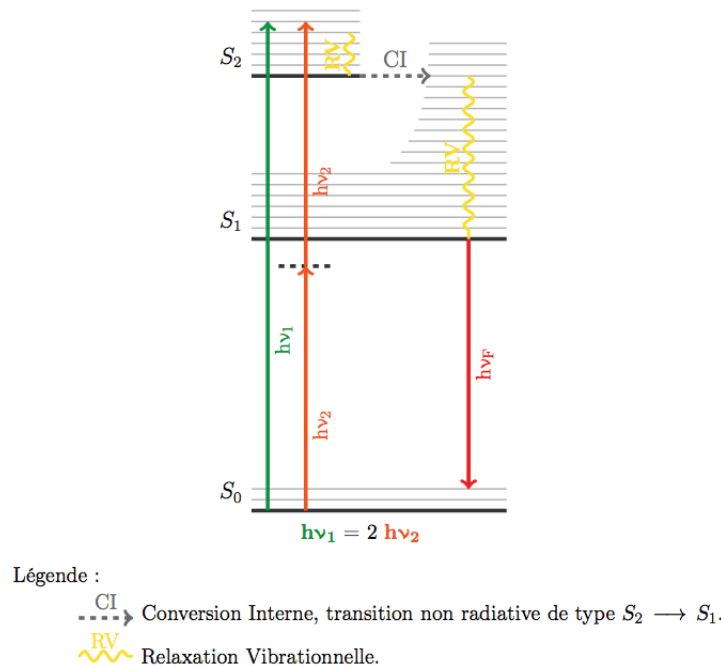 S₂
RV
CI
RV
hν₂
S₁
hν₁
hν₂
hν_F
S₀
hν₁ = 2 hν₂
Légende :
CI Conversion Interne, transition non radiative de type S₂ ⟶ S₁.
RV Relaxation Vibrationnelle.